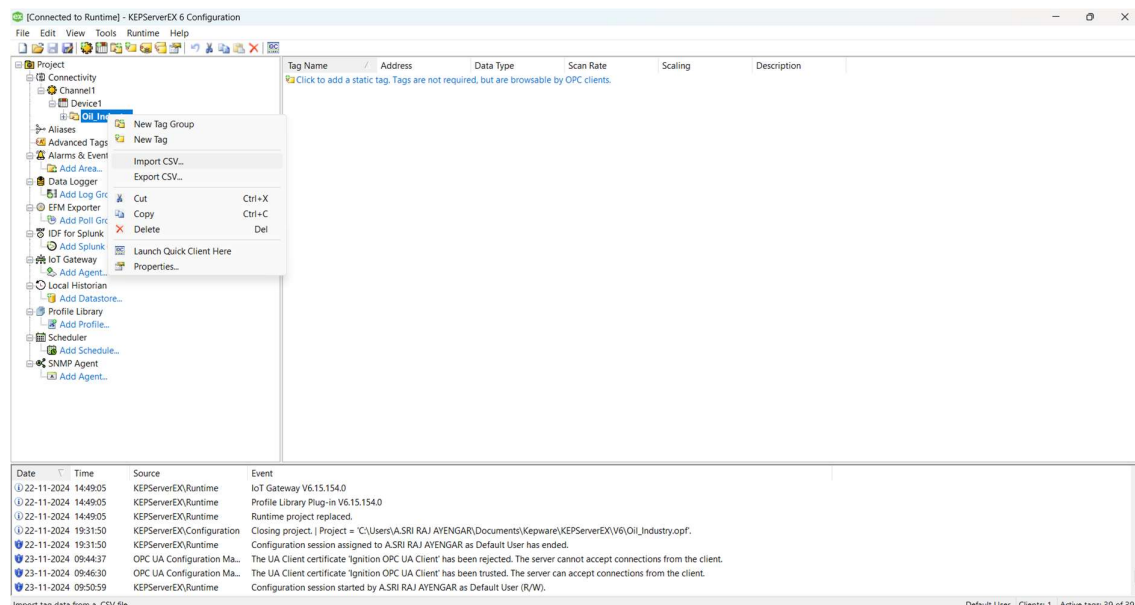 [Connected to Runtime] - KEPServerEX 6 Configuration
File Edit View Tools Runtime Help
Project
Connectivity
Channel1
Device1
Aliases
Advanced Tags
Add Area...
Data Logger
EFM Exporter
IDF for Splunk
Add Splunk
IoT Gateway
Add Agent...
Local Historian
Add Datastore...
Profile Library
Add Profile...
Scheduler
Add Schedule...
SNMP Agent
Add Agent...
New Tag Group
New Tag
Import CSV...
Export CSV...
Cut Ctrl+X
Copy Ctrl+C
Delete Del
Launch Quick Client Here
Properties...
Tag Name Address Data Type Scan Rate Scaling Description
Click to add a static tag. Tags are not required, but are browsable by OPC clients.
Date Time Source Event
22-11-2024 14:49:05 KEPServerEX\Runtime IoT Gateway V6.15.154.0
22-11-2024 14:49:05 KEPServerEX\Runtime Profile Library Plug-in V6.15.154.0
22-11-2024 14:49:05 KEPServerEX\Runtime Runtime project replaced.
22-11-2024 19:31:50 KEPServerEX\Configuration Closing project. | Project = 'C:\Users\A.SRI RAJ AYENGAR\Documents\Kepware\KEPServerEX\V6\Oil_Industry.opf'.
22-11-2024 19:31:50 KEPServerEX\Runtime Configuration session assigned to A.SRI RAJ AYENGAR as Default User has ended.
23-11-2024 09:44:37 OPC UA Configuration Ma... The UA Client certificate 'Ignition OPC UA Client' has been rejected. The server cannot accept connections from the client.
23-11-2024 09:46:30 OPC UA Configuration Ma... The UA Client certificate 'Ignition OPC UA Client' has been trusted. The server can accept connections from the client.
23-11-2024 09:50:59 KEPServerEX\Runtime Configuration session started by A.SRI RAJ AYENGAR as Default User (R/W).
Import tag data from a .CSV file Default User Clients: 1 Active tags: 39 of 39